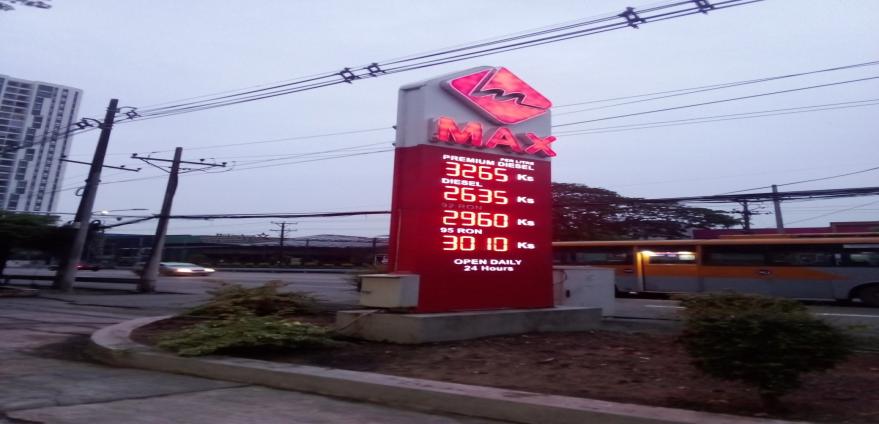 MAX
PER LITRE
PREMIUM DIESEL
3265 Ks
DIESEL
2635 Ks
92 RON
2960 Ks
95 RON
3010 Ks
OPEN DAILY
24 Hours